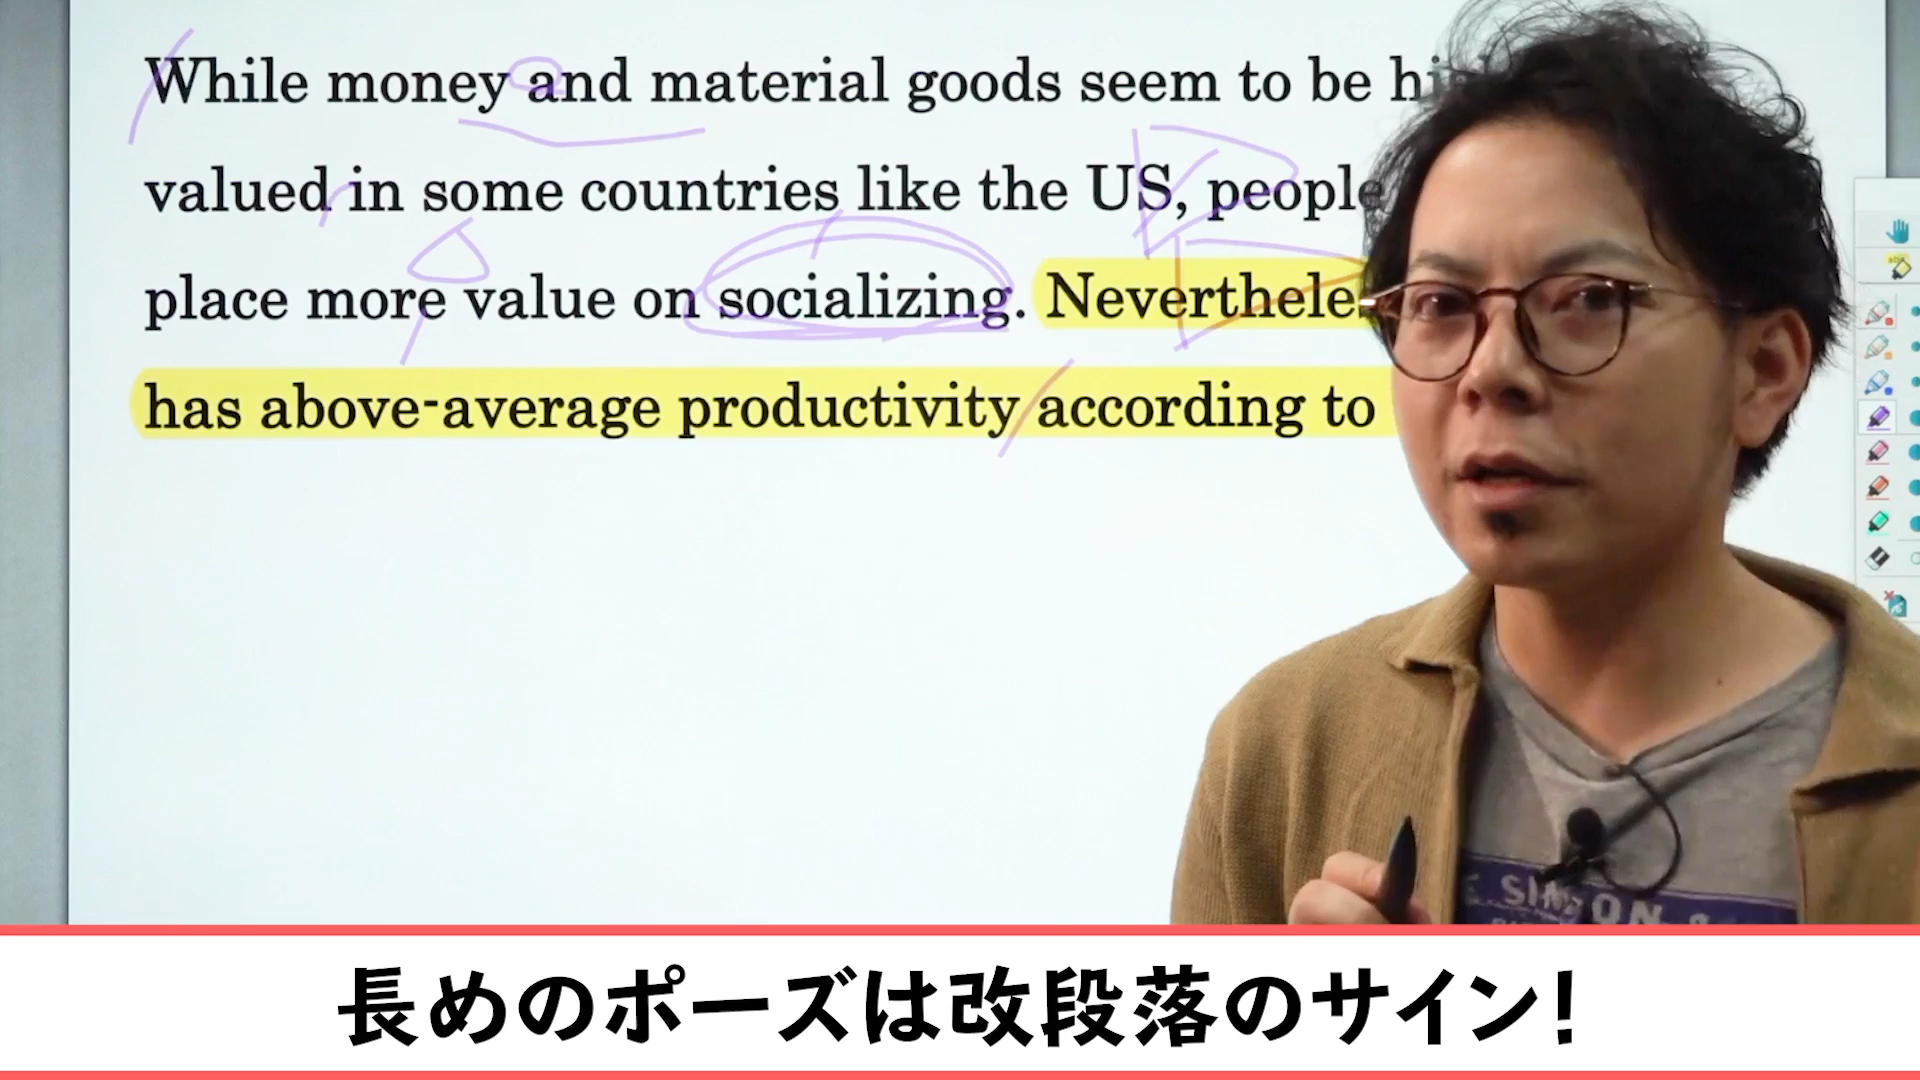 While money and material goods seem to be
valued in some countries like the US, people
place more value on socializing.
has above-average productivity according to
長めのポーズは改段落のサイン!